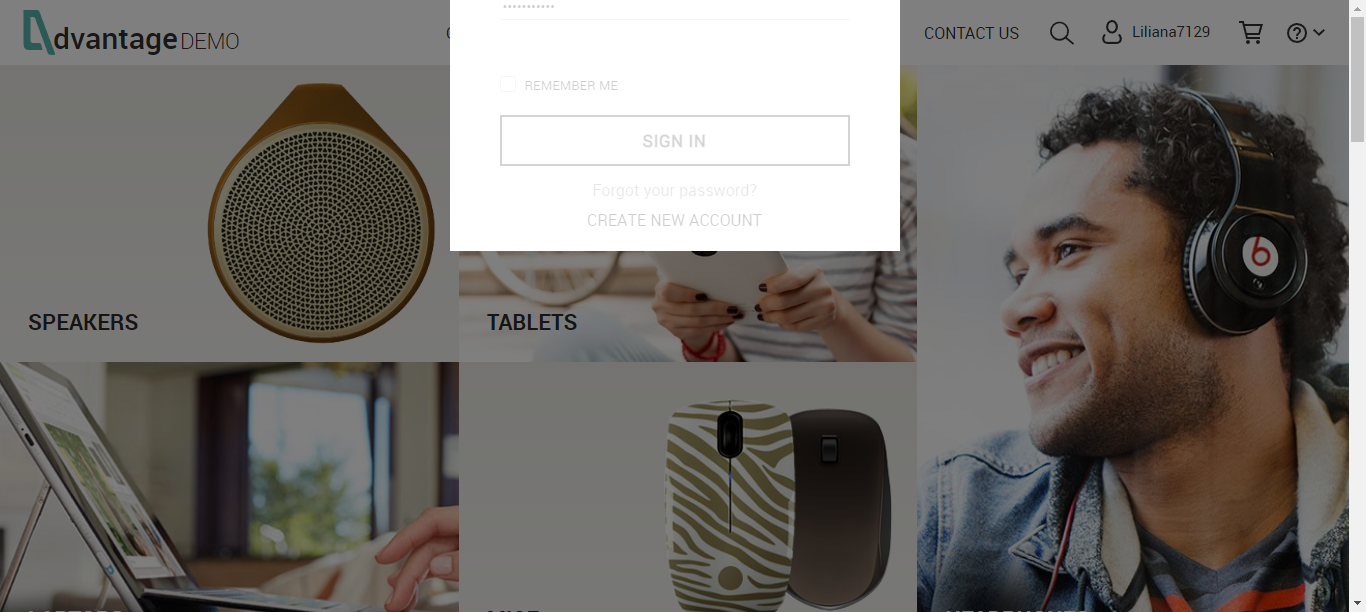 dvantage DEMO
CONTACT US
Liliana7129
REMEMBER ME
SIGN IN
Forgot your password?
CREATE NEW ACCOUNT
SPEAKERS
TABLETS